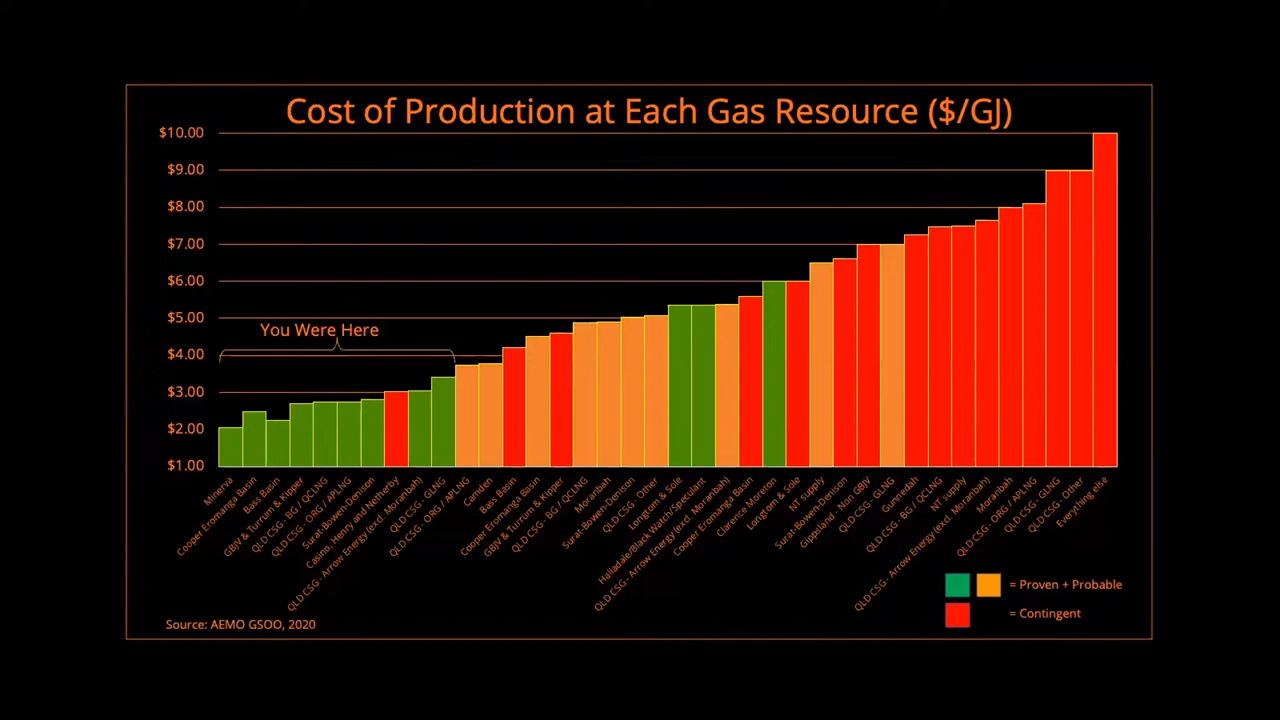 Cost of Production at Each Gas Resource ($/GJ)
$10.00
$9.00
$8.00
$7.00
$6.00
$5.00
$4.00
$3.00
$2.00
$1.00
You Were Here
Minerva
Cooper Eromanga Basin
Bass Basin
GBJV & Turrum & Kipper
QLD CSG - BG / QCLNG
QLD CSG - ORG / APLNG
Surat-Bowen-Denison
Casino, Henry and Netherby
QLD CSG - Arrow Energy (excl. Moranbah)
QLD CSG - GLNG
QLD CSG - ORG / APLNG
Camden
Bass Basin
Cooper Eromanga Basin
GBJV & Turrum & Kipper
QLD CSG - BG / QCLNG
Moranbah
Surat-Bowen-Denison
QLD CSG - Other
Longtom & Sole
Halladale/Black Watch/Speculant
QLD CSG - Arrow Energy (excl. Moranbah)
Cooper Eromanga Basin
Clarence Moreton
Longtom & Sole
NT supply
Surat-Bowen-Denison
Gippsland - Non GBJV
QLD CSG - GLNG
Gunnedah
QLD CSG - BG / QCLNG
NT supply
QLD CSG - Arrow Energy (excl. Moranbah)
Moranbah
QLD CSG - ORG / APLNG
QLD CSG - GLNG
QLD CSG - Other
Everything else
= Proven + Probable
= Contingent
Source: AEMO GSOO, 2020